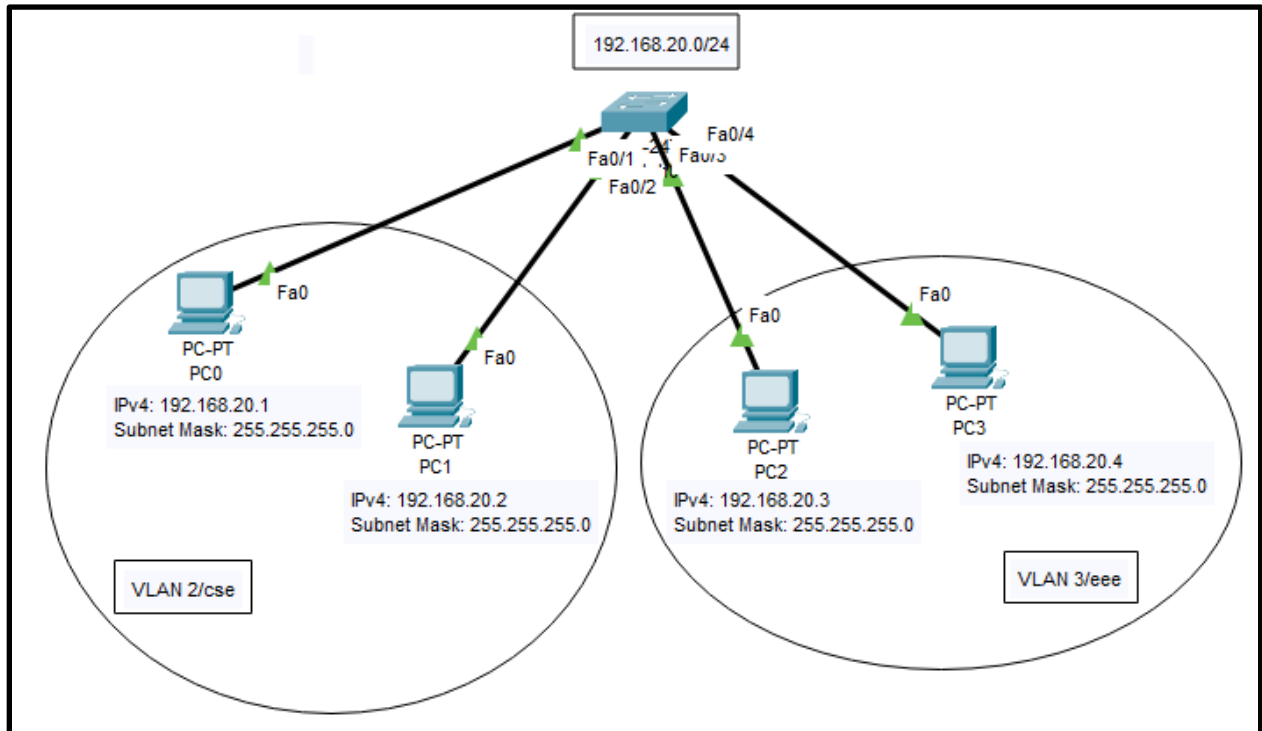 192.168.20.0/24
Fa0/4
Fa0/1
-24
Fa0/3
Fa0/2
Fa0
PC-PT
PC0
IPv4: 192.168.20.1
Subnet Mask: 255.255.255.0
Fa0
PC-PT
PC1
IPv4: 192.168.20.2
Subnet Mask: 255.255.255.0
VLAN 2/cse
Fa0
PC-PT
PC2
IPv4: 192.168.20.3
Subnet Mask: 255.255.255.0
Fa0
PC-PT
PC3
IPv4: 192.168.20.4
Subnet Mask: 255.255.255.0
VLAN 3/eee